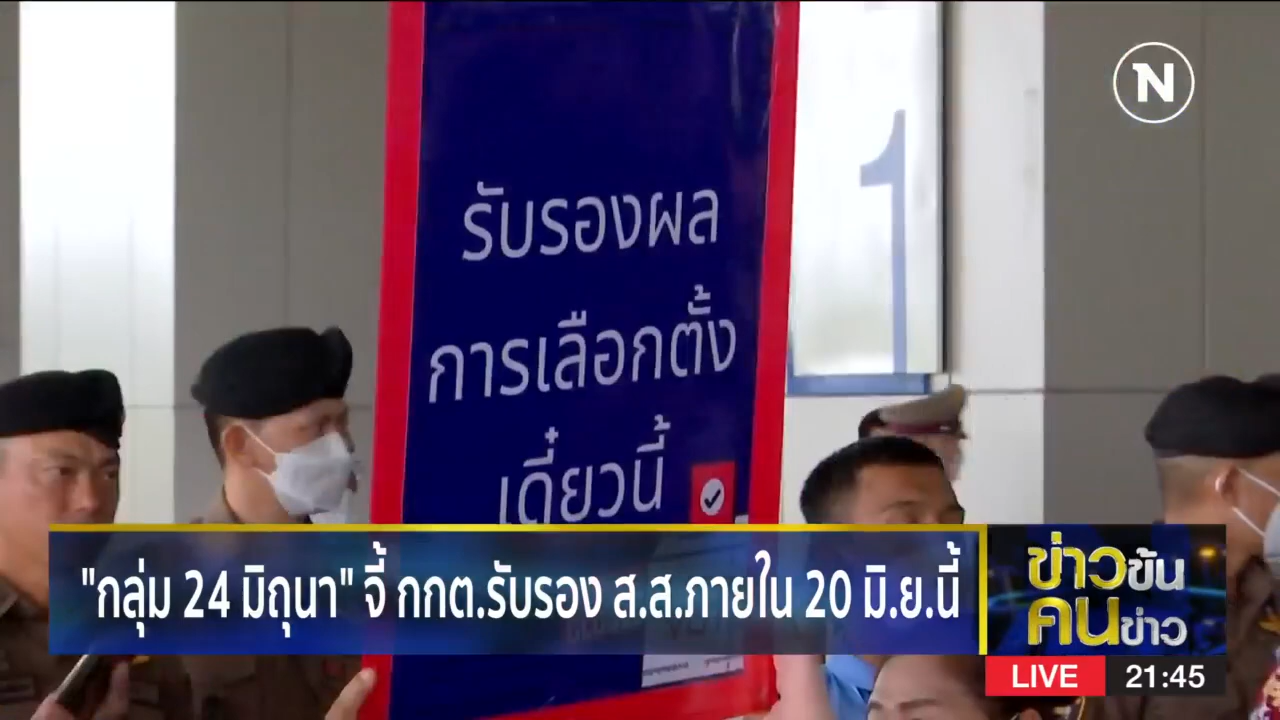 N
1
รับรองผล
การเลือกตั้ง
เดี๋ยวนี้
"กลุ่ม 24 มิถุนา" จี้ กกต.รับรอง ส.ส.ภายใน 20 มิ.ย.นี้
ข่าวข้น
คนข่าว
LIVE 21:45